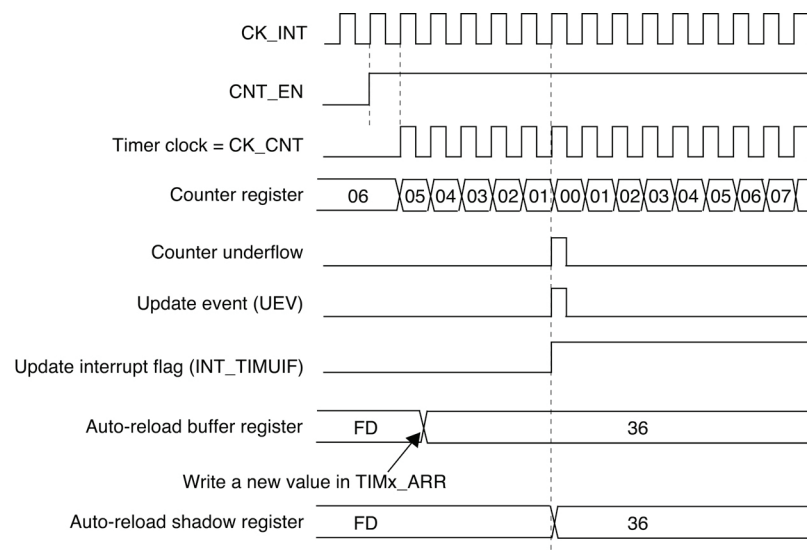 CK_INT
CNT_EN
Timer clock = CK_CNT
Counter register 06 05 04 03 02 01 00 01 02 03 04 05 06 07
Counter underflow
Update event (UEV)
Update interrupt flag (INT_TIMUIF)
Auto-reload buffer register FD 36
Write a new value in TIMx_ARR
Auto-reload shadow register FD 36